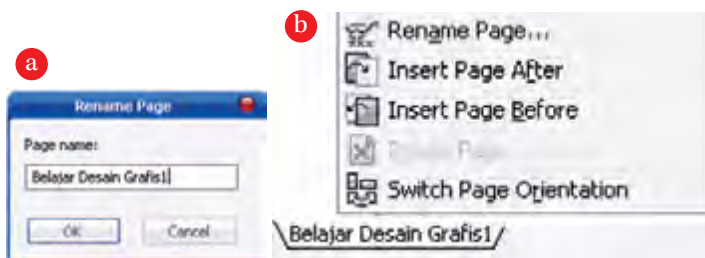 a
Rename Page
Page name:
Belajar Desain Grafis1
OK
Cancel
b
Rename Page...
Insert Page After
Insert Page Before
Switch Page Orientation
Belajar Desain Grafis1